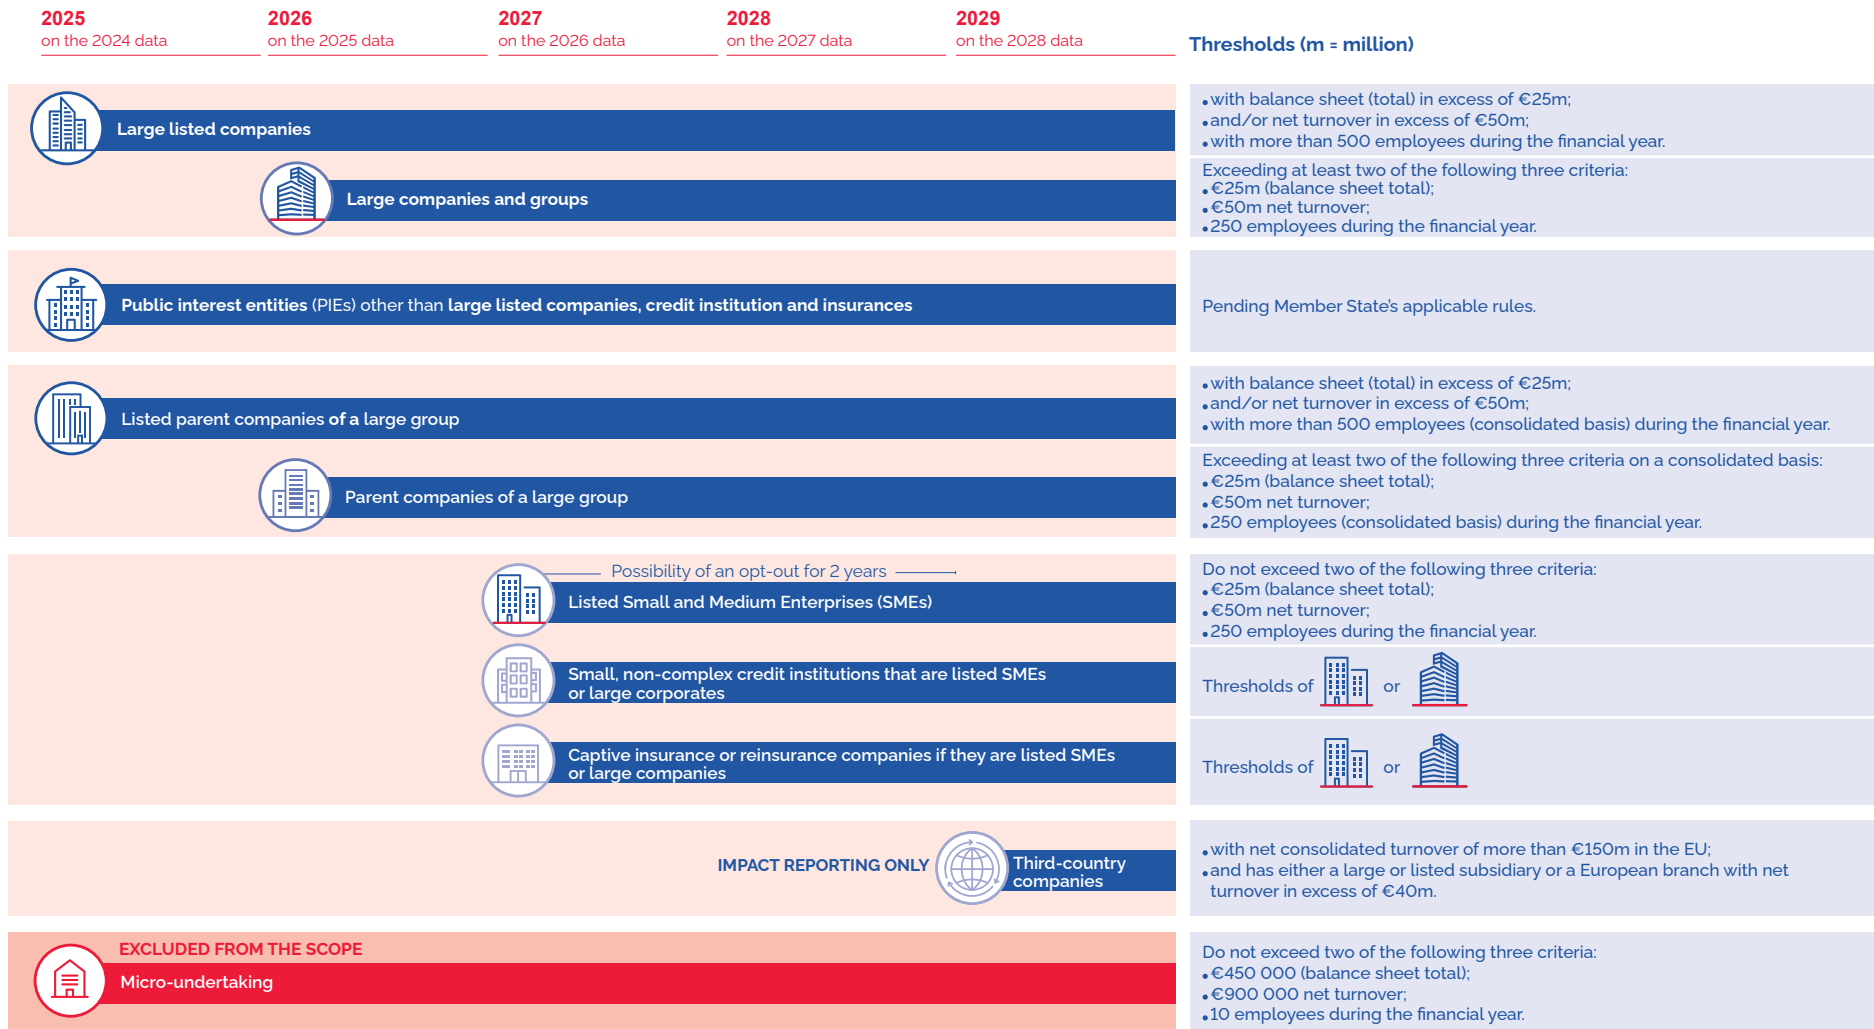 2025
on the 2024 data
2026
on the 2025 data
2027
on the 2026 data
2028
on the 2027 data
2029
on the 2028 data
Thresholds (m = million)
Large listed companies
• with balance sheet (total) in excess of €25m;
• and/or net turnover in excess of €50m;
• with more than 500 employees during the financial year.
Large companies and groups
Exceeding at least two of the following three criteria:
• €25m (balance sheet total);
• €50m net turnover;
• 250 employees during the financial year.
Public interest entities (PIEs) other than large listed companies, credit institution and insurances
Pending Member State's applicable rules.
Listed parent companies of a large group
• with balance sheet (total) in excess of €25m;
• and/or net turnover in excess of €50m;
• with more than 500 employees (consolidated basis) during the financial year.
Parent companies of a large group
Exceeding at least two of the following three criteria on a consolidated basis:
• €25m (balance sheet total);
• €50m net turnover;
• 250 employees (consolidated basis) during the financial year.
Possibility of an opt-out for 2 years
Listed Small and Medium Enterprises (SMEs)
Do not exceed two of the following three criteria:
• €25m (balance sheet total);
• €50m net turnover;
• 250 employees during the financial year.
Small, non-complex credit institutions that are listed SMEs
or large corporates
Thresholds of or
Captive insurance or reinsurance companies if they are listed SMEs
or large companies
Thresholds of or
IMPACT REPORTING ONLY
Third-country
companies
• with net consolidated turnover of more than €150m in the EU;
• and has either a large or listed subsidiary or a European branch with net
turnover in excess of €40m.
EXCLUDED FROM THE SCOPE
Micro-undertaking
Do not exceed two of the following three criteria:
• €450 000 (balance sheet total);
• €900 000 net turnover;
• 10 employees during the financial year.